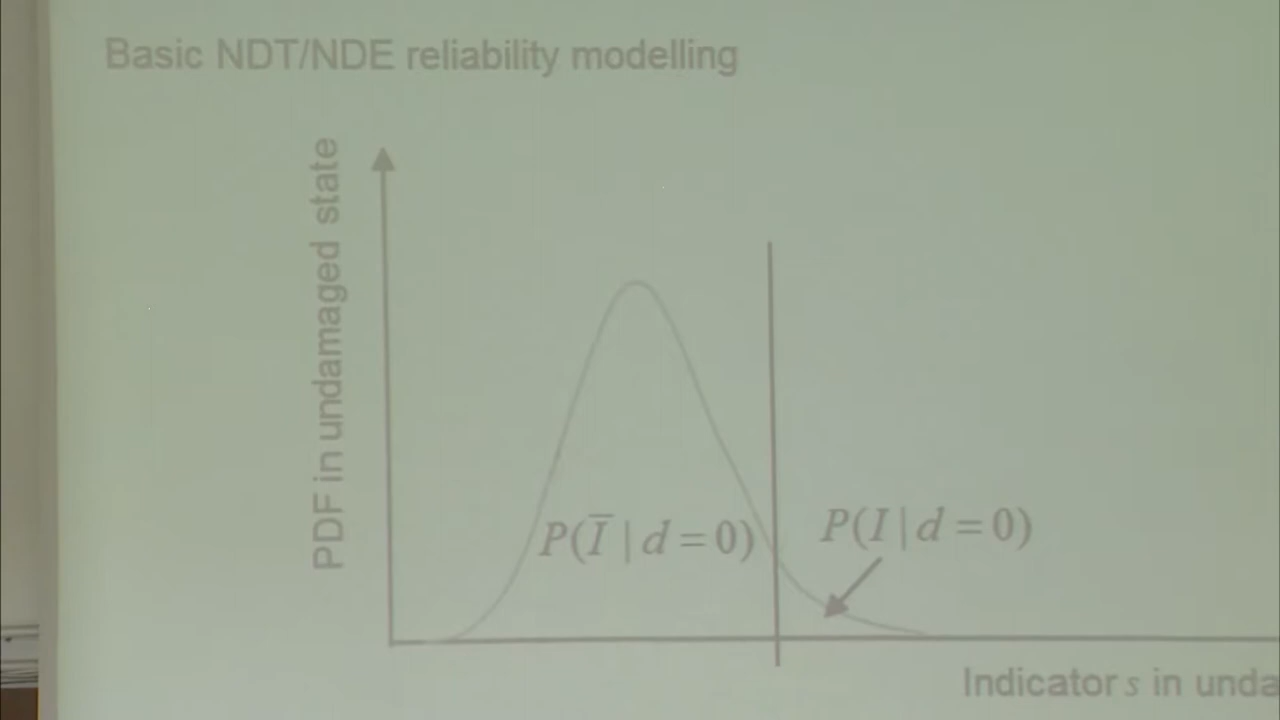 Basic NDT/NDE reliability modelling
PDF in undamaged state
P(Ī | d = 0)
P(I | d = 0)
Indicator s in unda